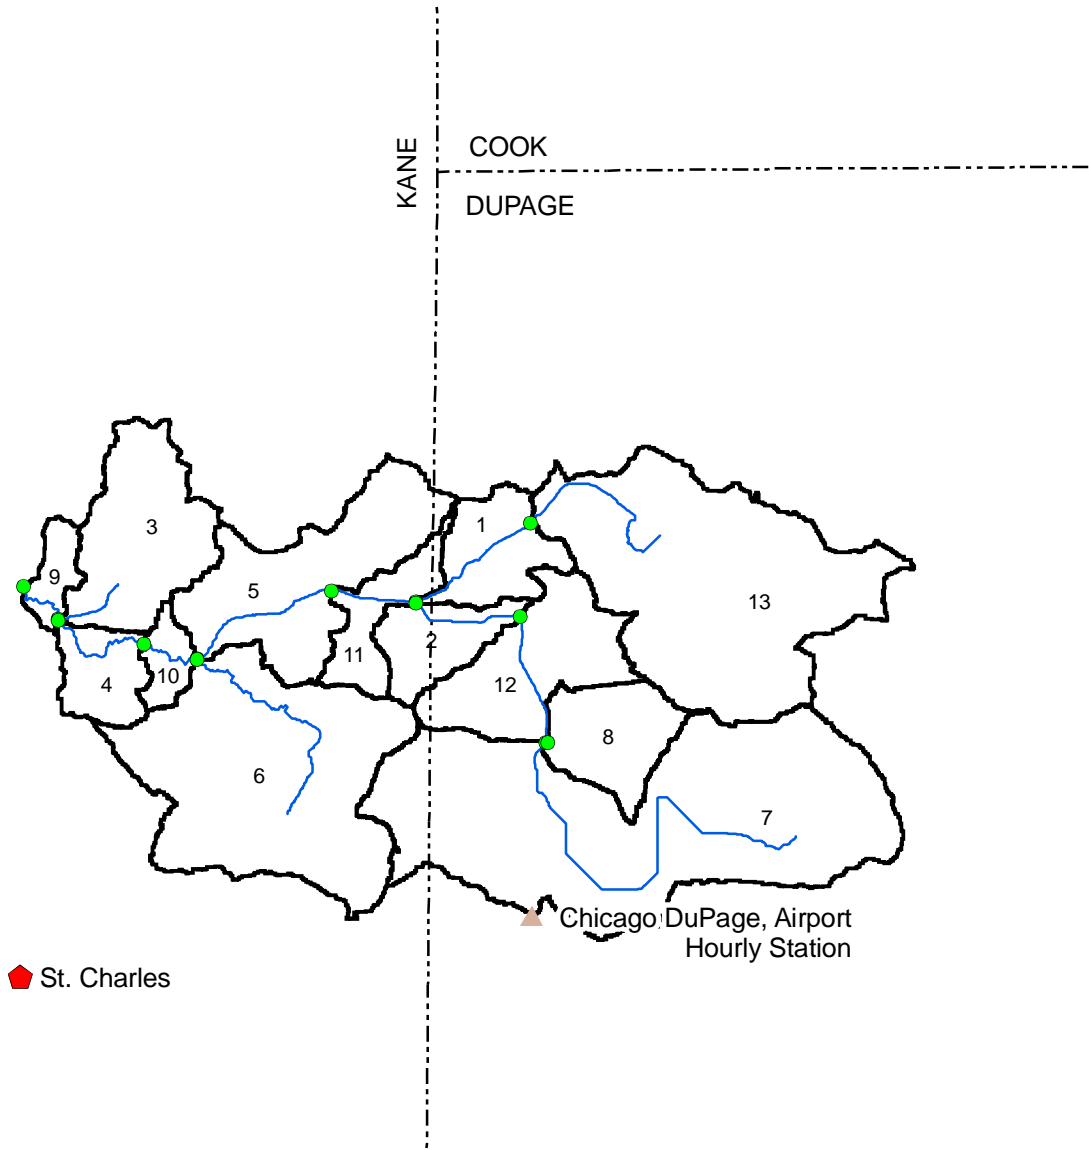 COOK
KANE
DUPAGE
1
3
9
5
13
2
11
10
4
12
8
6
7
Chicago, DuPage, Airport
Hourly Station
St. Charles